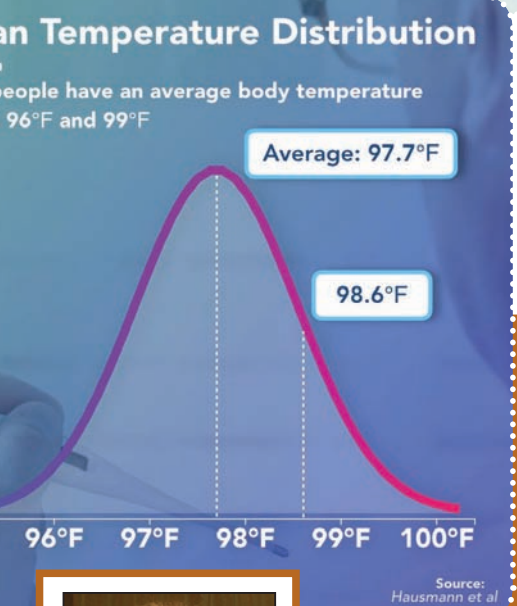 an Temperature Distribution
people have an average body temperature
96°F and 99°F
Average: 97.7°F
98.6°F
96°F 97°F 98°F 99°F 100°F
Source:
Hausmann et al